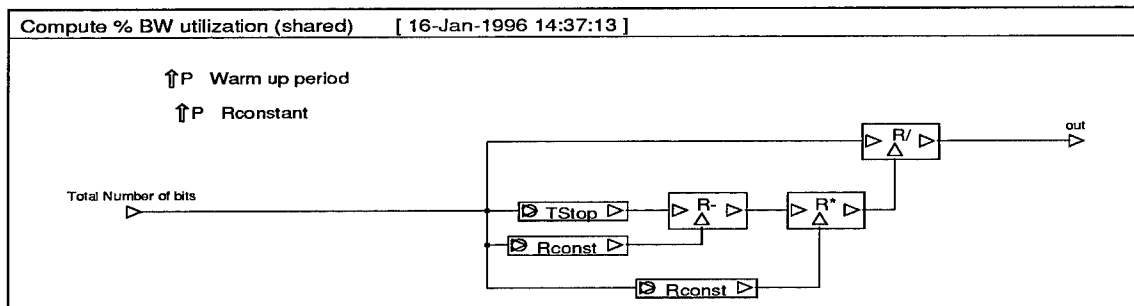 Compute % BW utilization (shared) [ 16-Jan-1996 14:37:13 ]
⇑P Warm up period
⇑P Rconstant
out
R/
Total Number of bits
TStop
R-
R*
Rconst
Rconst